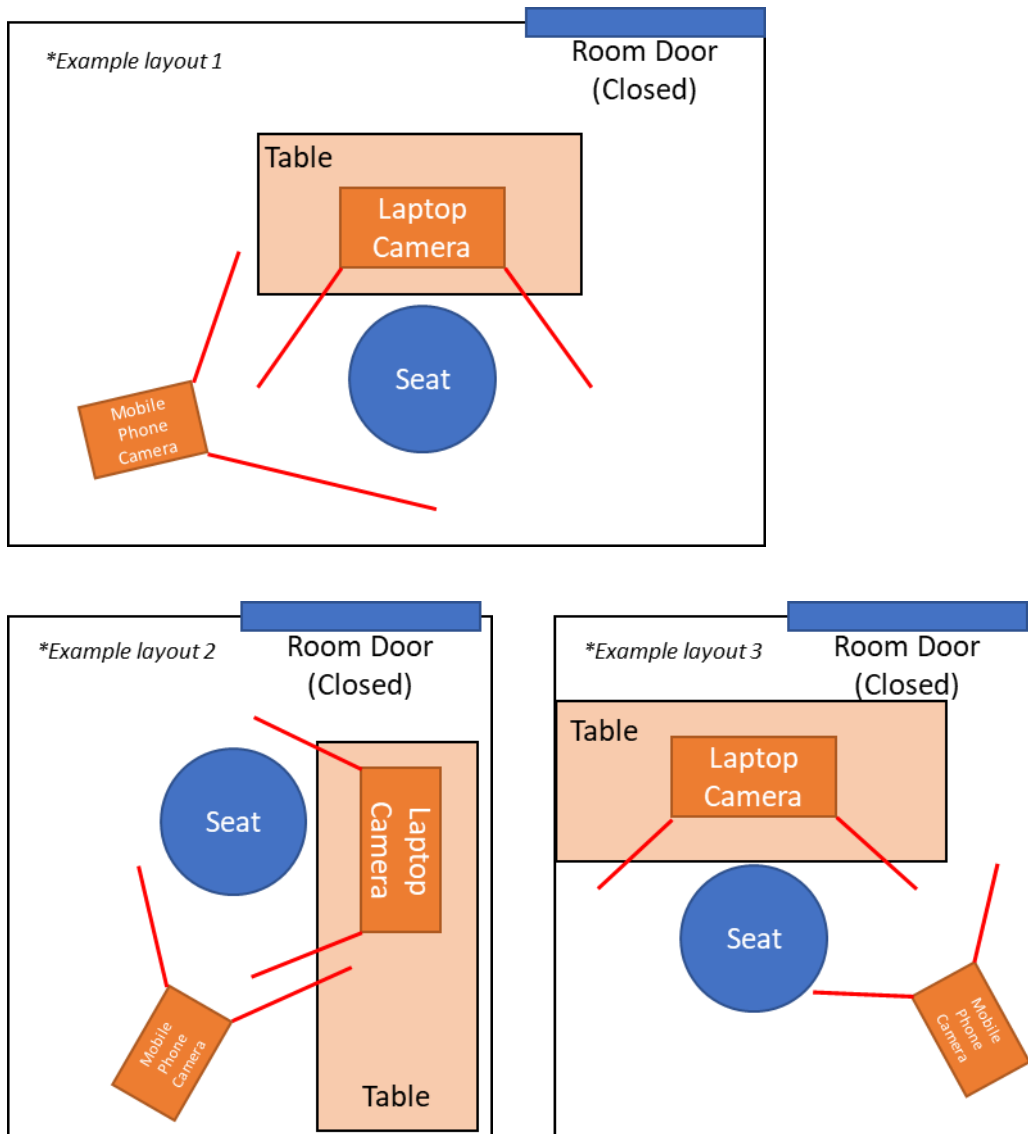 *Example layout 1
Room Door
(Closed)
Table
Laptop
Camera
Seat
Mobile
Phone
Camera
*Example layout 2
Room Door
(Closed)
Seat
Laptop
Camera
Mobile
Phone
Camera
Table
*Example layout 3
Room Door
(Closed)
Table
Laptop
Camera
Seat
Mobile
Phone
Camera